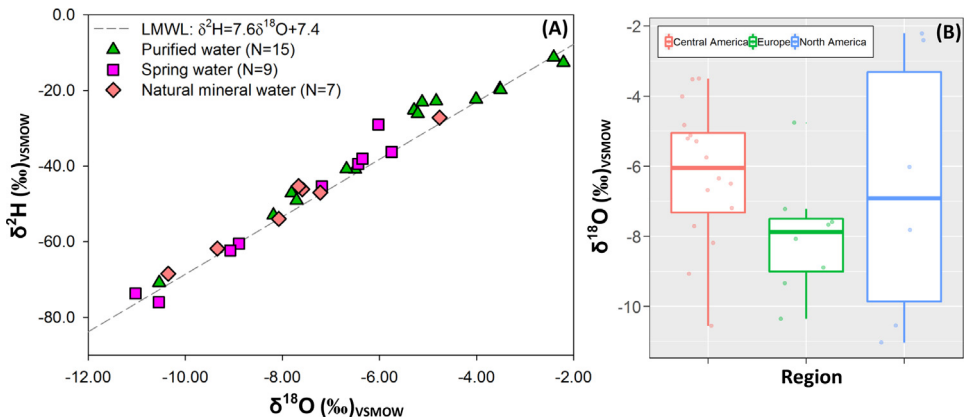 (A)
LMWL: δ²H=7.6δ¹⁸O+7.4
Purified water (N=15)
Spring water (N=9)
Natural mineral water (N=7)
0.0
-20.0
-40.0
-60.0
-80.0
δ²H (‰)VSMOW
-12.00 -10.00 -8.00 -6.00 -4.00 -2.00
δ¹⁸O (‰)VSMOW
(B)
Central America Europe North America
-2
-4
-6
-8
-10
δ¹⁸O (‰)VSMOW
Region